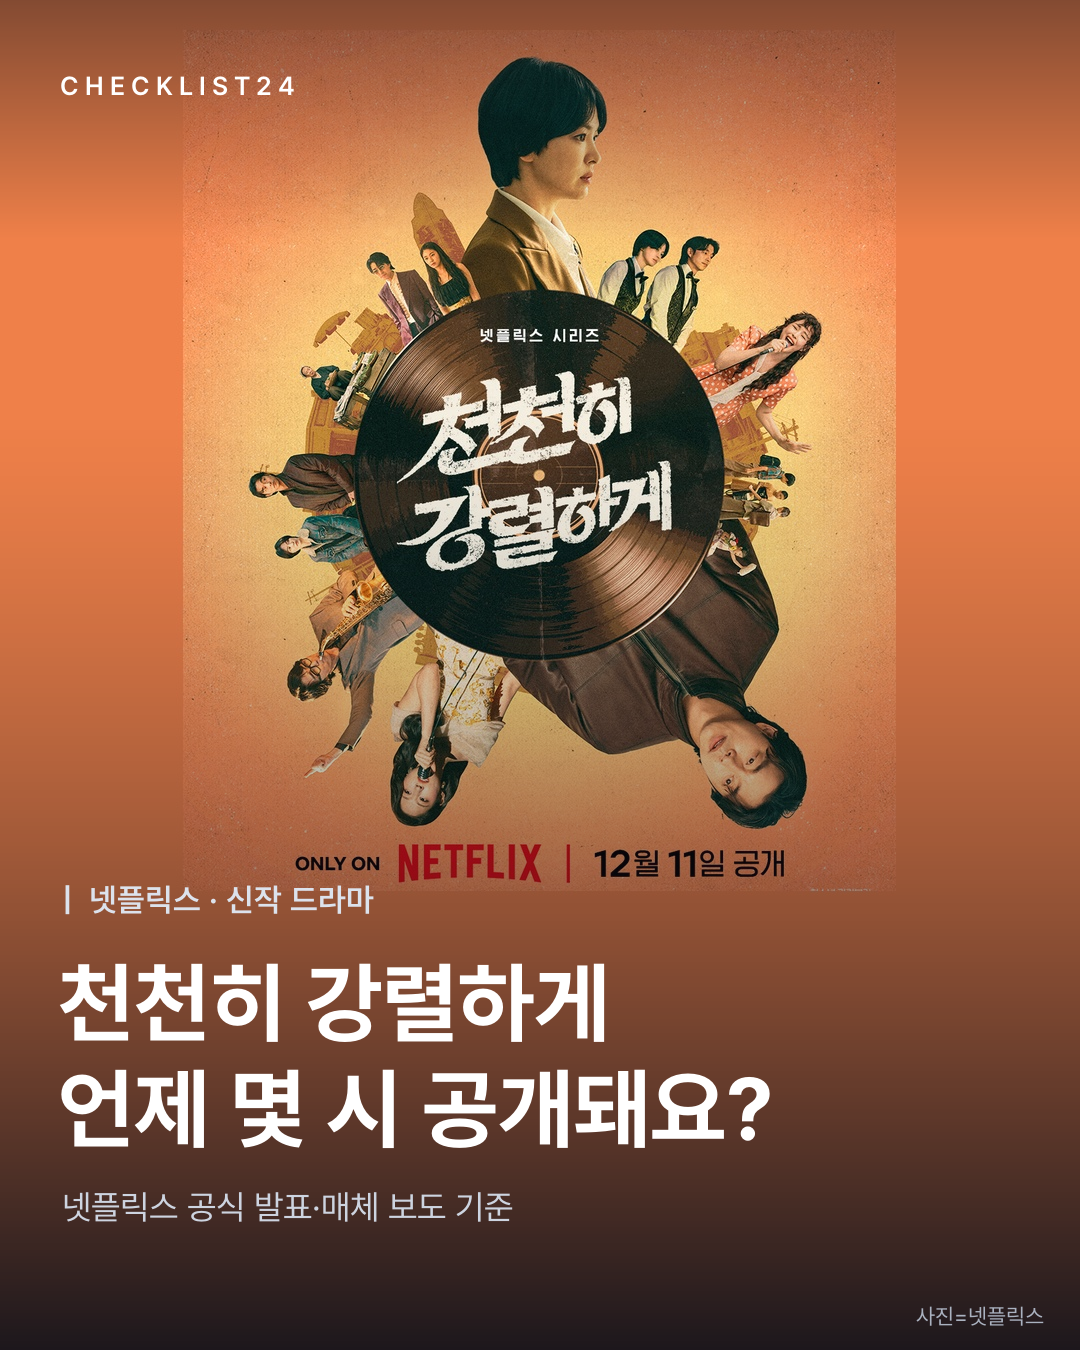 CHECKLIST24
넷플릭스 시리즈
천천히
강렬하게
ONLY ON NETFLIX | 12월 11일 공개
| 넷플릭스 · 신작 드라마
천천히 강렬하게
언제 몇 시 공개돼요?
넷플릭스 공식 발표·매체 보도 기준
사진=넷플릭스